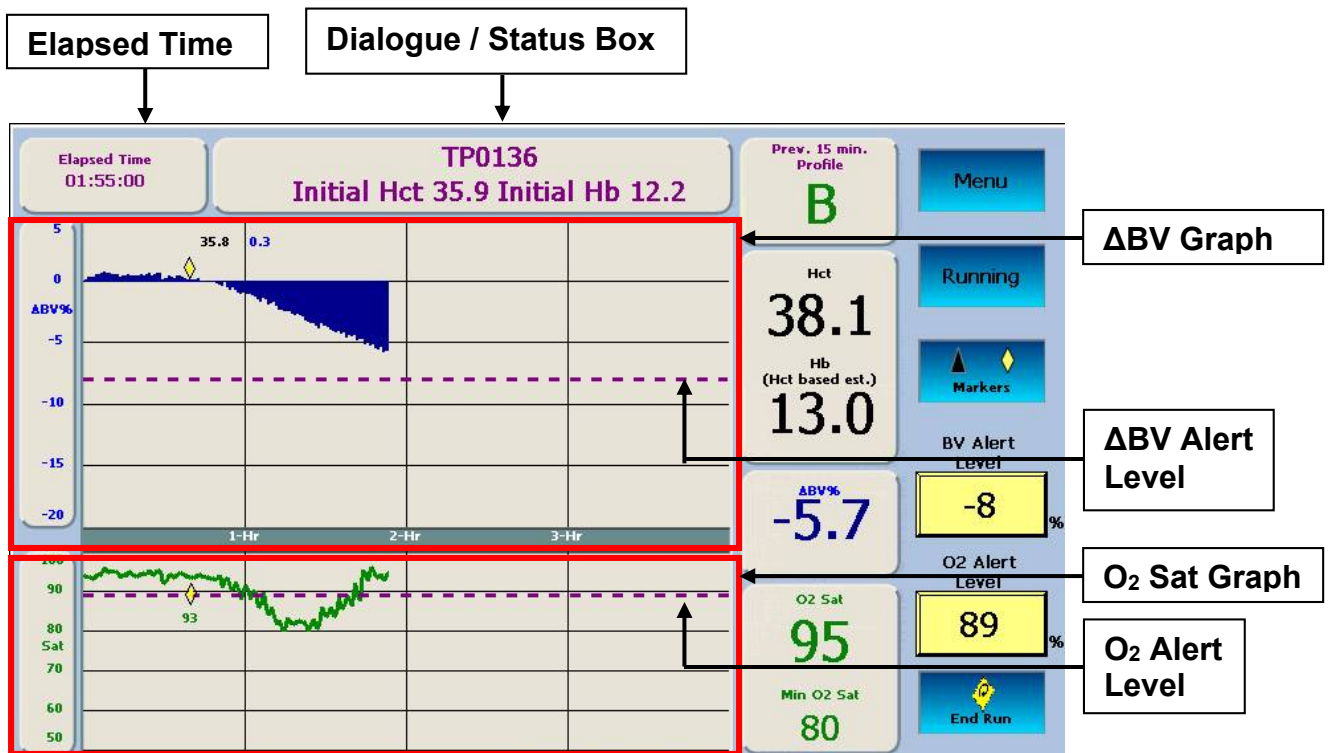 Elapsed Time
Dialogue / Status Box
Elapsed Time
01:55:00
TP0136
Initial Hct 35.9 Initial Hb 12.2
Prev. 15 min.
Profile
B
Menu
5
0
ΔBV%
-5
-10
-15
-20
35.8 0.3
1-Hr 2-Hr 3-Hr
Hct
38.1
Hb
(Hct based est.)
13.0
ΔBV%
-5.7
Running
Markers
BV Alert
Level
-8 %
ΔBV Graph
ΔBV Alert
Level
100
90
80
Sat
70
60
50
93
O2 Sat
95
Min O2 Sat
80
O2 Alert
Level
89 %
End Run
O₂ Sat Graph
O₂ Alert
Level